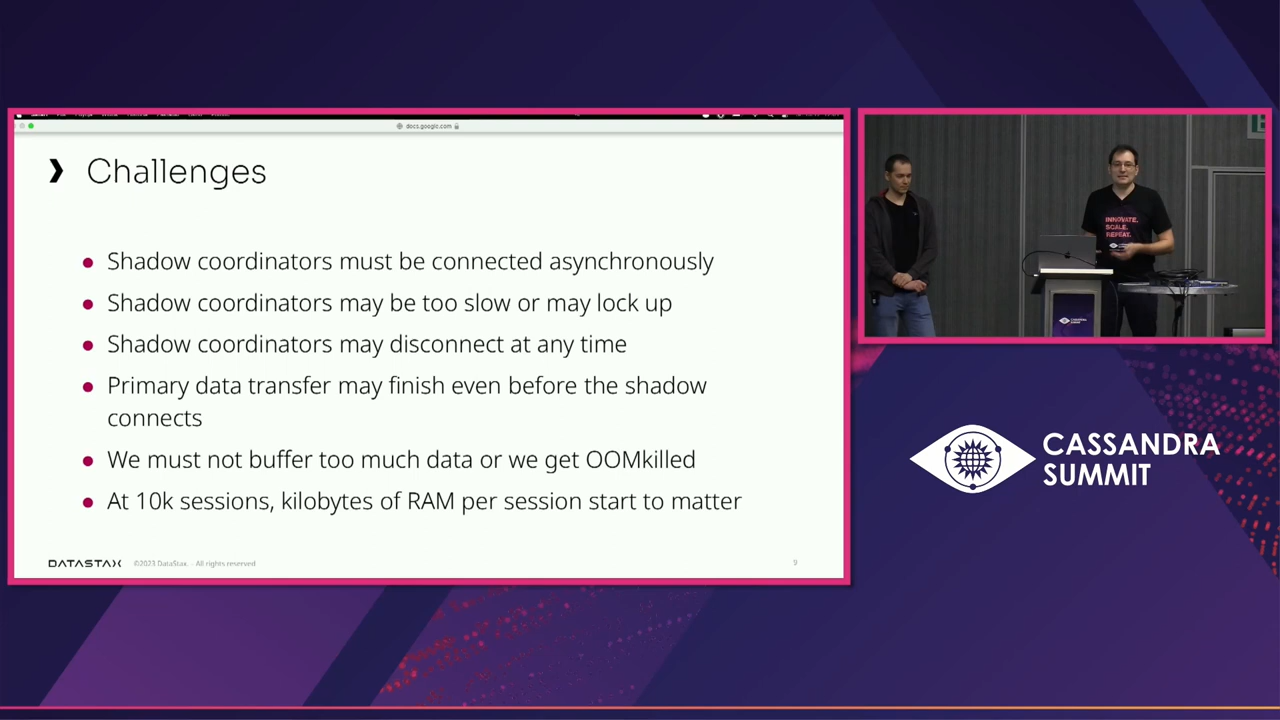 docs.google.com
Challenges
Shadow coordinators must be connected asynchronously
Shadow coordinators may be too slow or may lock up
Shadow coordinators may disconnect at any time
Primary data transfer may finish even before the shadow
connects
We must not buffer too much data or we get OOMkilled
At 10k sessions, kilobytes of RAM per session start to matter
DATASTAX ©2023 DataStax. - All rights reserved
9
INNOVATE.
SCALE.
REPEAT.
CASSANDRA
SUMMIT